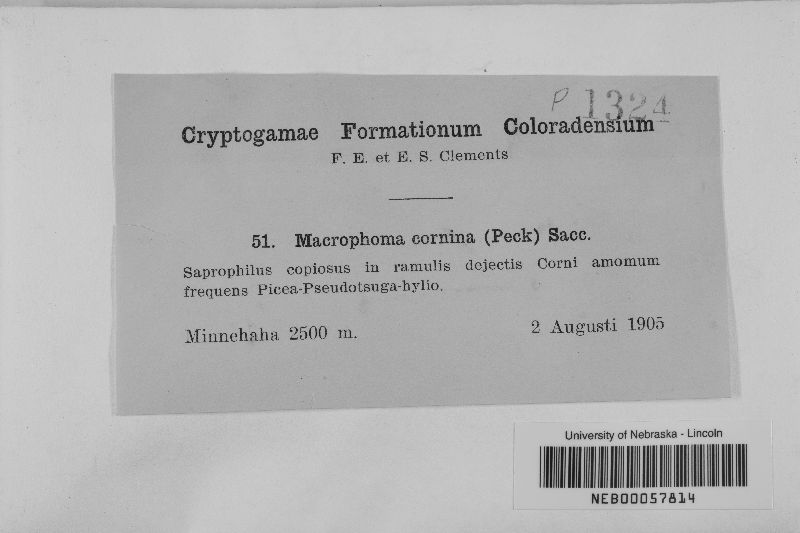 P 1324
Cryptogamae Formationum Coloradensium
F. E. et E. S. Clements
51. Macrophoma cornina (Peck) Sacc.
Saprophilus copiosus in ramulis dejectis Corni amomum
frequens Picea-Pseudotsuga-hylio.
Minnehaha 2500 m. 2 Augusti 1905
University of Nebraska - Lincoln
NEB00057814